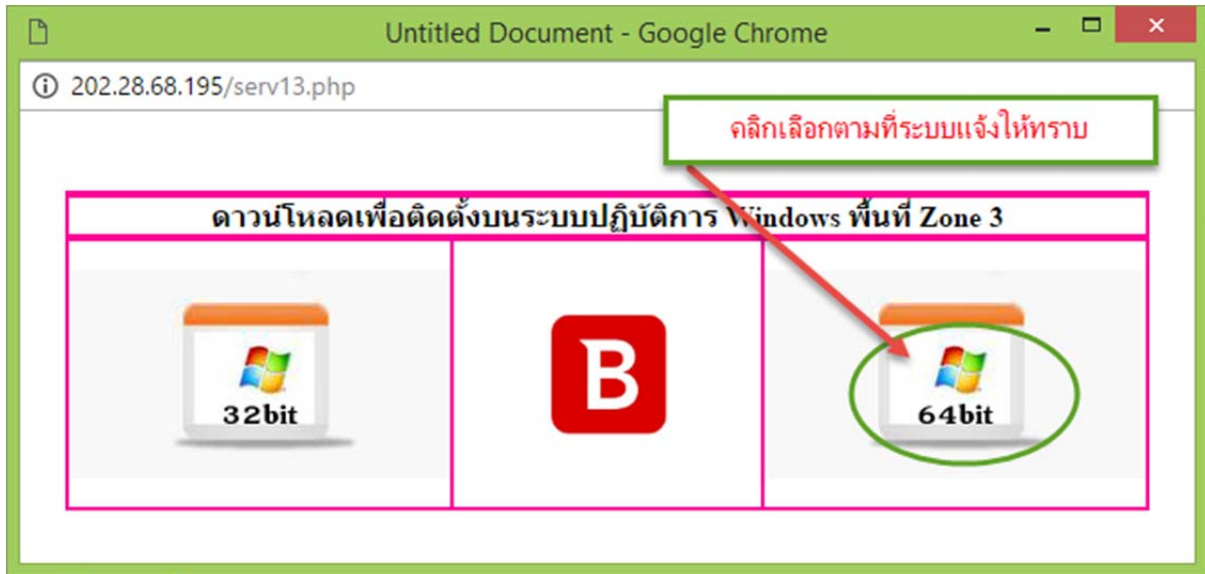 Untitled Document - Google Chrome
202.28.68.195/serv13.php
คลิกเลือกตามที่ระบบแจ้งให้ทราบ
ดาวน์โหลดเพื่อติดตั้งบนระบบปฏิบัติการ Windows พื้นที่ Zone 3
32bit
B
64bit